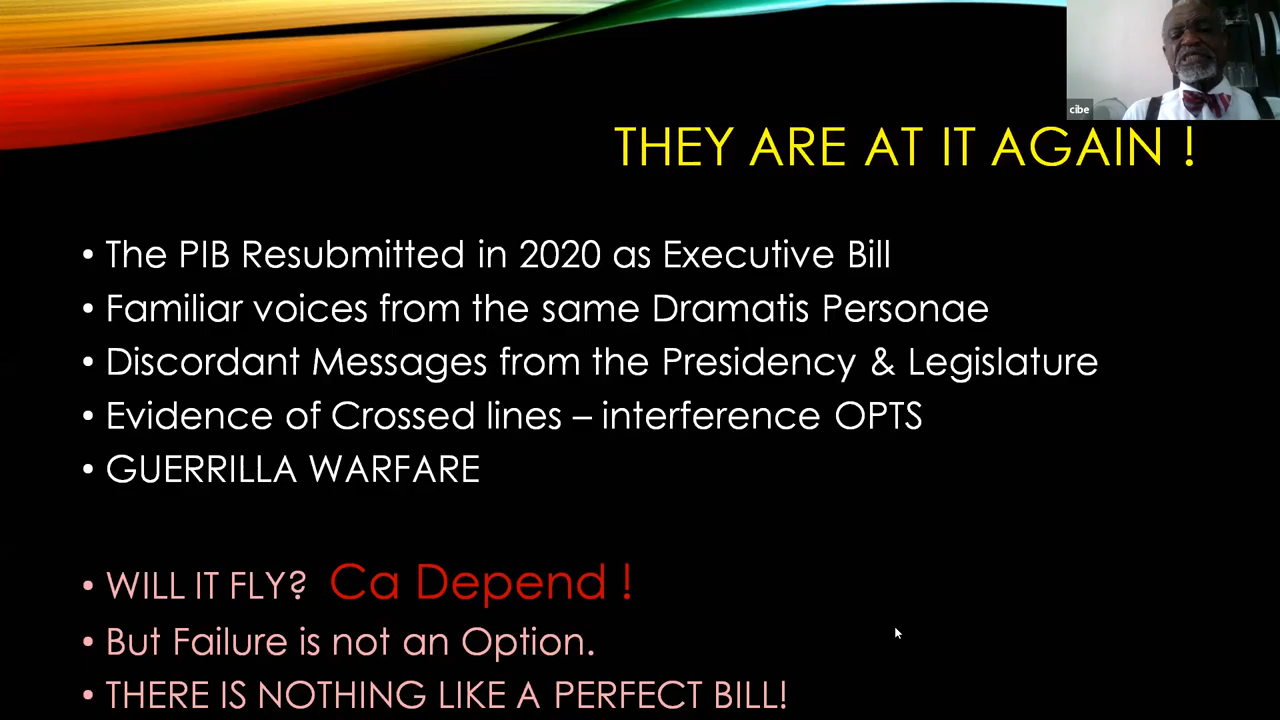 cibe
THEY ARE AT IT AGAIN !
• The PIB Resubmitted in 2020 as Executive Bill
• Familiar voices from the same Dramatis Personae
• Discordant Messages from the Presidency & Legislature
• Evidence of Crossed lines – interference OPTS
• GUERRILLA WARFARE
• WILL IT FLY? Ca Depend !
• But Failure is not an Option.
• THERE IS NOTHING LIKE A PERFECT BILL!